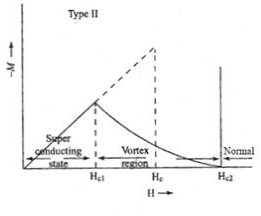 Type II
-M →
Super
conducting
state
Vortex
region
Normal
Hc1
Hc
Hc2
H →